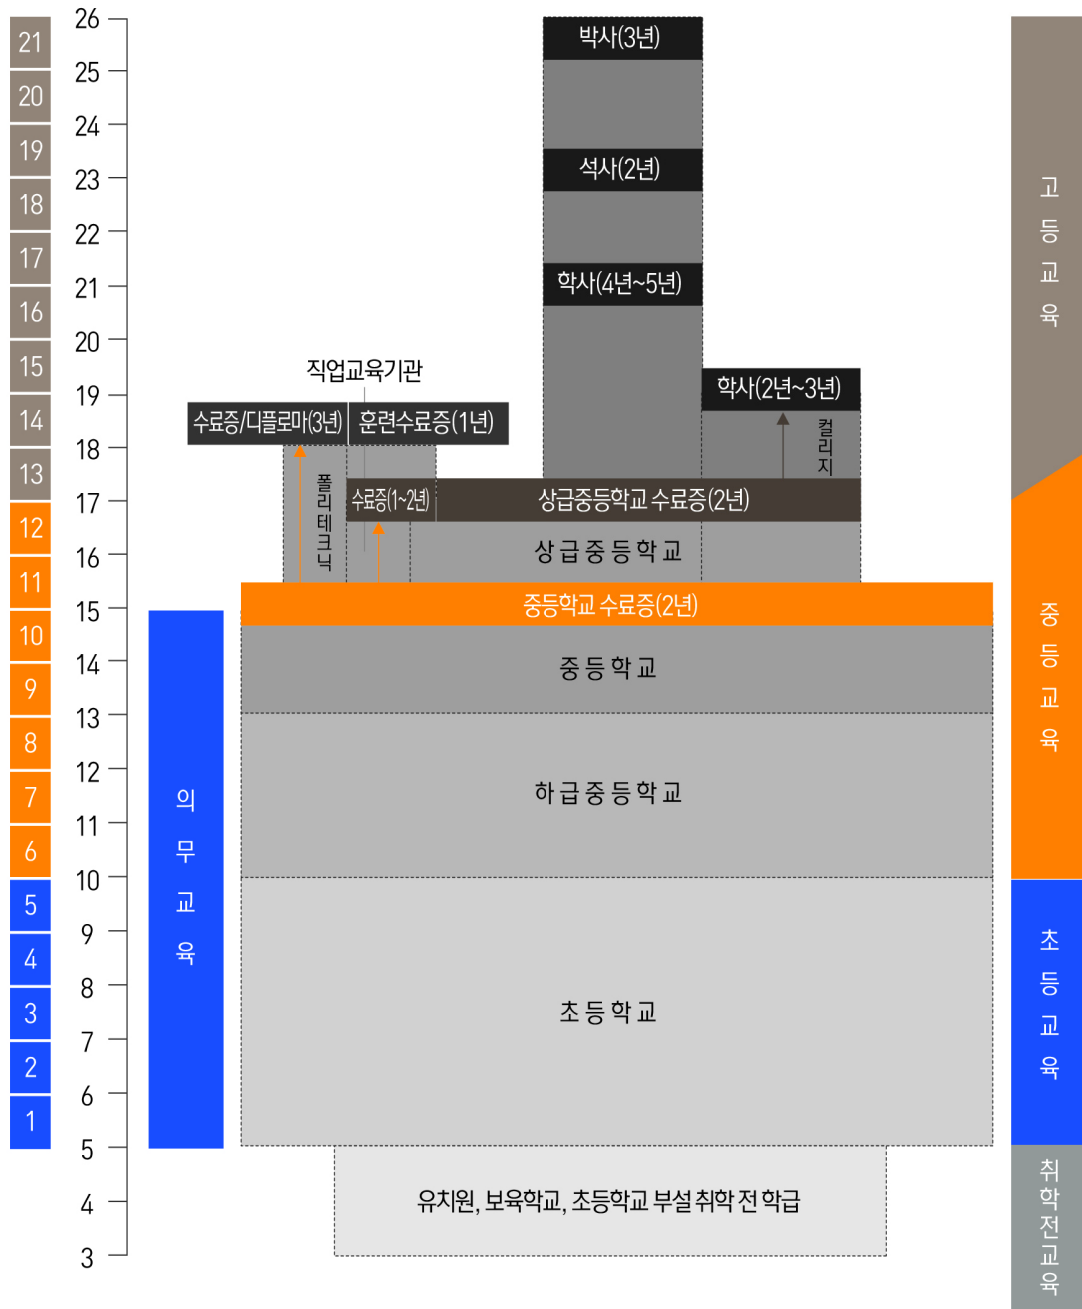 26
21
박사(3년)
25
20
24
19
석사(2년)
23
18
22
17
학사(4년~5년)
21
16
20
15
직업교육기관
19
학사(2년~3년)
14
수료증/디플로마(3년)
훈련수료증(1년)
18
컬리지
13
폴리테크닉
17
수료증(1~2년)
상급중등학교 수료증(2년)
12
16
상급중등학교
11
15
중등학교 수료증(2년)
10
14
중등학교
9
13
8
12
하급중등학교
7
11
6
10
5
9
4
8
초등학교
3
7
2
6
1
5
4
유치원, 보육학교, 초등학교 부설 취학 전 학급
3
의무교육
고등교육
중등교육
초등교육
취학전교육